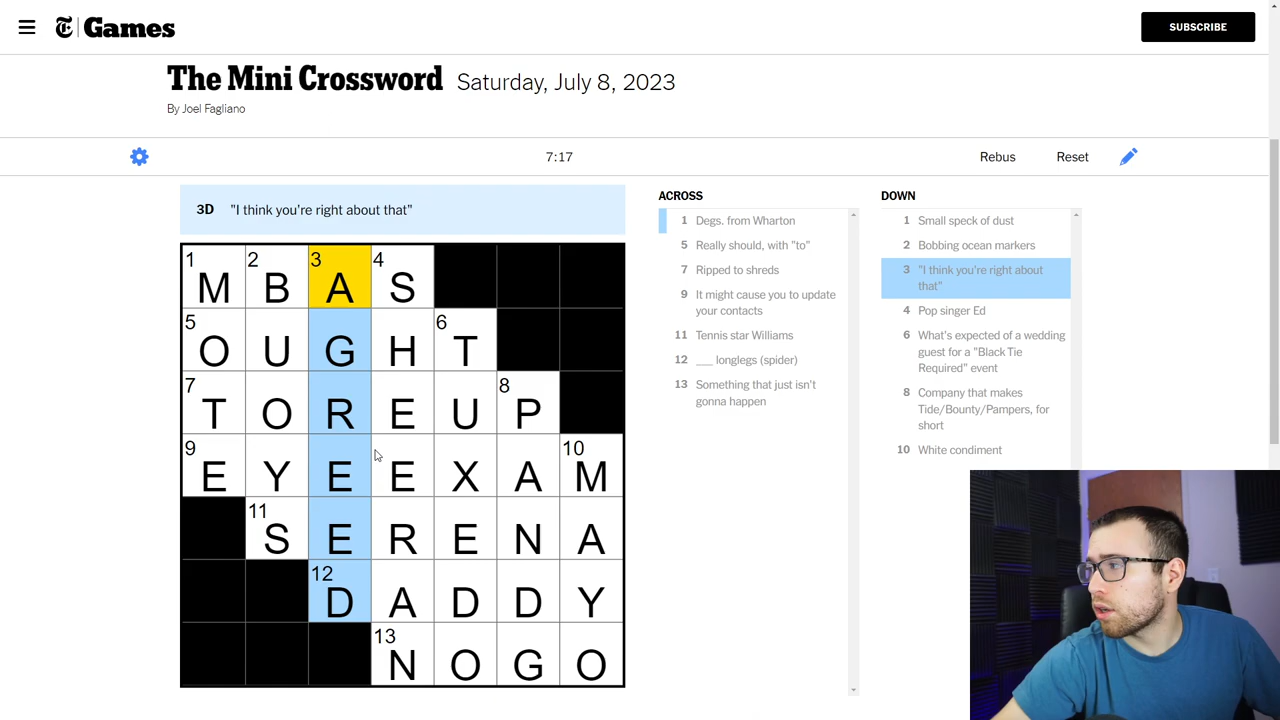 Games
SUBSCRIBE
The Mini Crossword Saturday, July 8, 2023
By Joel Fagliano
7:17
Rebus
Reset
3D "I think you're right about that"
1 M 2 B 3 A 4 S
5 O U G H 6 T
7 T O R E U 8 P
9 E Y E E X A 10 M
11 S E R E N A
12 D A D D Y
13 N O G O
ACROSS
1 Degs. from Wharton
5 Really should, with "to"
7 Ripped to shreds
9 It might cause you to update
your contacts
11 Tennis star Williams
12 ___ longlegs (spider)
13 Something that just isn't
gonna happen
DOWN
1 Small speck of dust
2 Bobbing ocean markers
3 "I think you're right about
that"
4 Pop singer Ed
6 What's expected of a wedding
guest for a "Black Tie
Required" event
8 Company that makes
Tide/Bounty/Pampers, for
short
10 White condiment